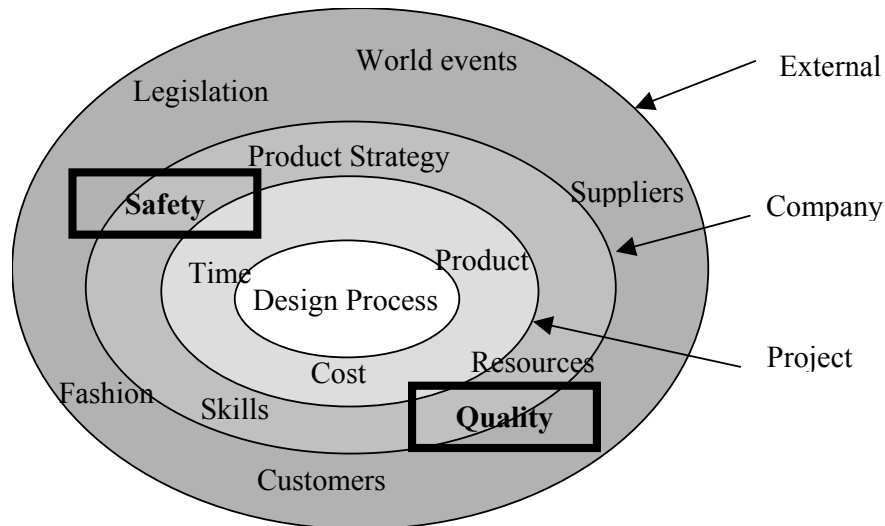 World events
External
Legislation
Product Strategy
Safety
Suppliers
Company
Time
Product
Design Process
Project
Resources
Cost
Fashion
Skills
Quality
Customers